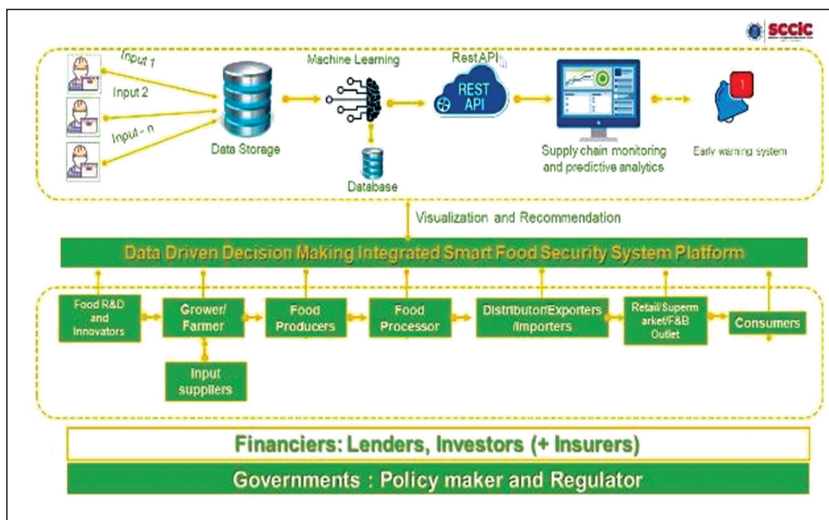 sccic
Input 1
Input 2
Input - n
Data Storage
Machine Learning
Database
RestAPI
REST
API
Supply chain monitoring
and predictive analytics
1
Early warning system
Visualization and Recommendation
Data Driven Decision Making Integrated Smart Food Security System Platform
Food R&D
and
Innovators
Grower/
Farmer
Food
Producers
Food
Processor
Distributor/Exporters
/Importers
Retail/Superm
arket/F&B
Outlet
Consumers
Input
suppliers
Financiers: Lenders, Investors (+ Insurers)
Governments : Policy maker and Regulator